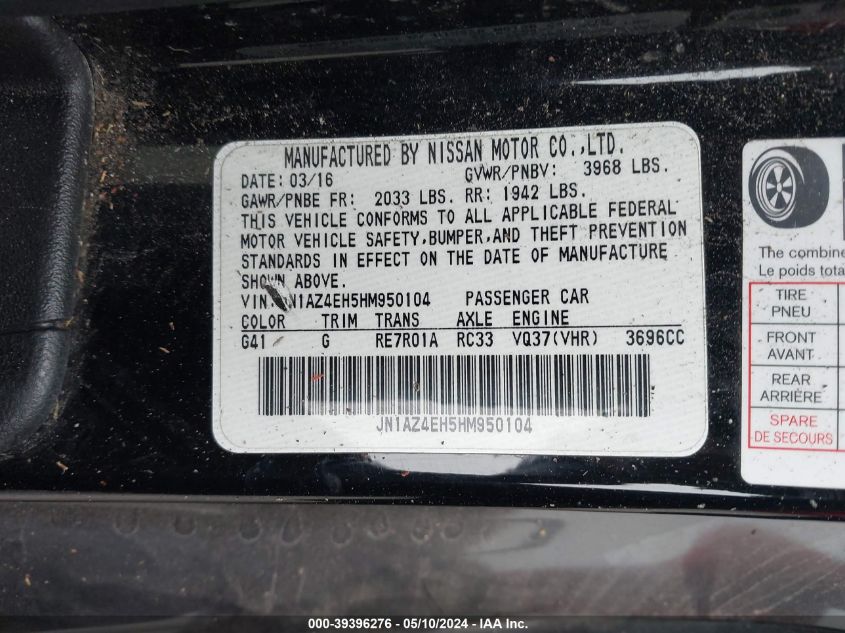 MANUFACTURED BY NISSAN MOTOR CO.,LTD.
DATE: 03/16 GVWR/PNBV: 3968 LBS.
GAWR/PNBE FR: 2033 LBS. RR: 1942 LBS.
THIS VEHICLE CONFORMS TO ALL APPLICABLE FEDERAL
MOTOR VEHICLE SAFETY,BUMPER,AND THEFT PREVENTION
STANDARDS IN EFFECT ON THE DATE OF MANUFACTURE
SHOWN ABOVE.
VIN: JN1AZ4EH5HM950104 PASSENGER CAR
COLOR TRIM TRANS AXLE ENGINE
G41 G RE7R01A RC33 VQ37(VHR) 3696CC
JN1AZ4EH5HM950104
The combine
Le poids tota
TIRE
PNEU
FRONT
AVANT
REAR
ARRIÈRE
SPARE
DE SECOURS
000-39396276 - 05/10/2024 - IAA Inc.